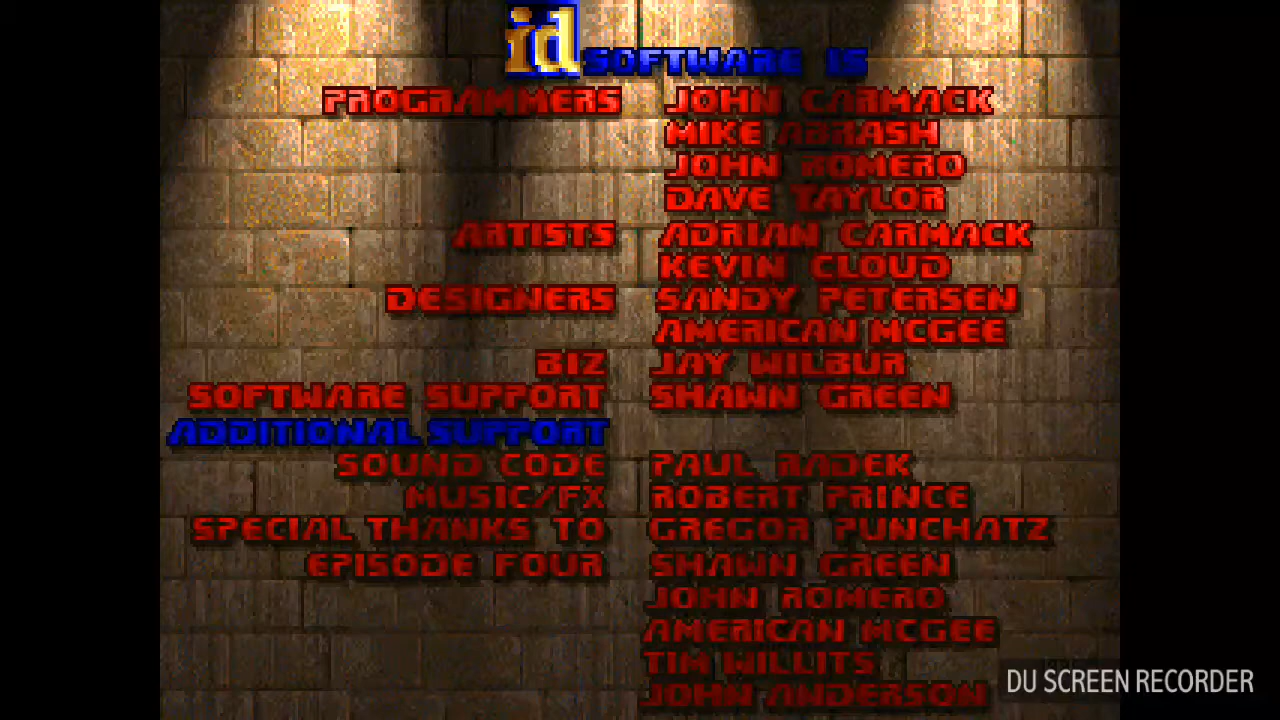 id SOFTWARE IS
PROGRAMMERS JOHN CARMACK
MIKE ABRASH
JOHN ROMERO
DAVE TAYLOR
ARTISTS ADRIAN CARMACK
KEVIN CLOUD
DESIGNERS SANDY PETERSEN
AMERICAN MCGEE
BIZ JAY WILBUR
SOFTWARE SUPPORT SHAWN GREEN
ADDITIONAL SUPPORT
SOUND CODE PAUL RADEK
MUSIC/FX ROBERT PRINCE
SPECIAL THANKS TO GREGOR PUNCHATZ
EPISODE FOUR SHAWN GREEN
JOHN ROMERO
AMERICAN MCGEE
TIM WILLITS
JOHN ANDERSON
DU SCREEN RECORDER